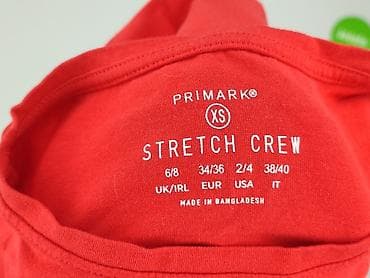 PRIMARK®
XS
STRETCH CREW
6/8 34/36 2/4 38/40
UK/IRL EUR USA IT
MADE IN BANGLADESH